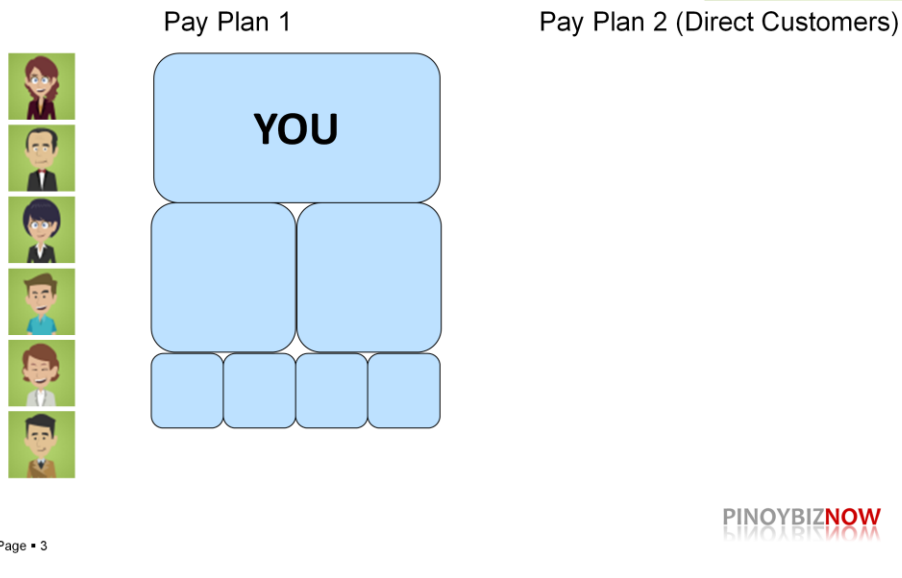 Pay Plan 1
Pay Plan 2 (Direct Customers)
YOU
PINOYBIZNOW
Page ▪ 3